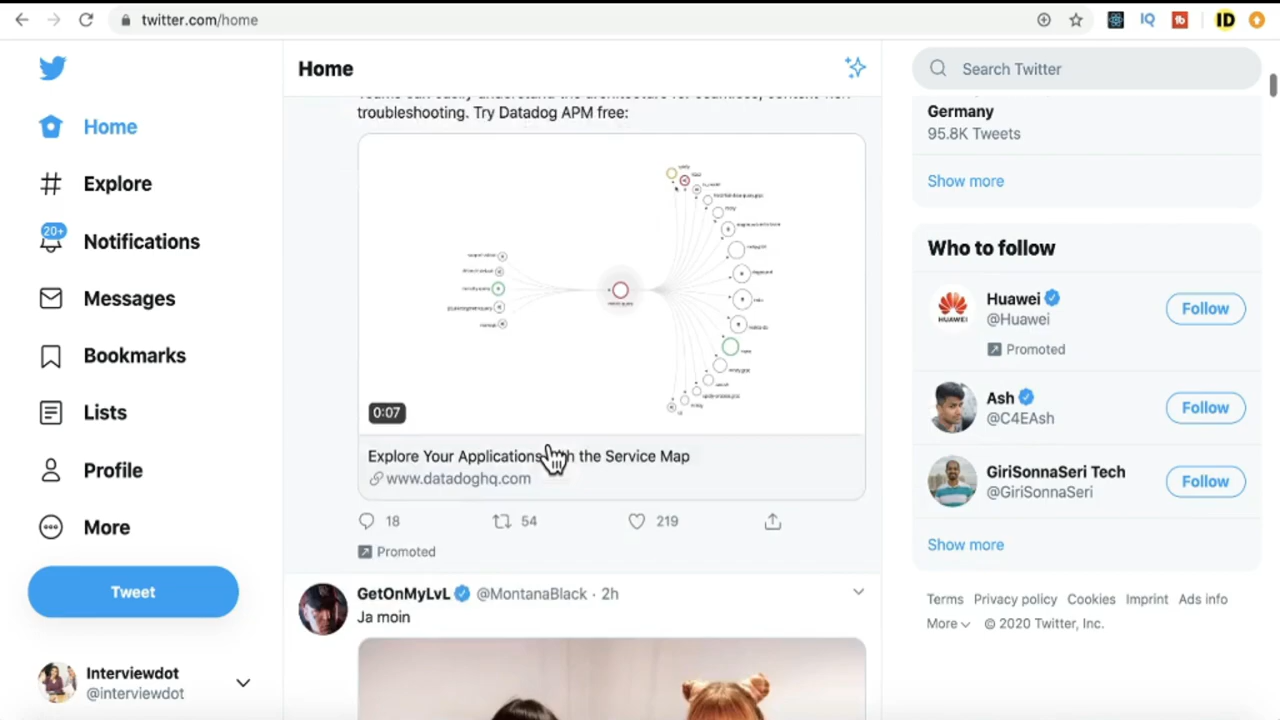 twitter.com/home
IQ
ID
Home
Search Twitter
Home
Explore
20+
Notifications
Messages
Bookmarks
Lists
Profile
More
Tweet
Interviewdot
@interviewdot
troubleshooting. Try Datadog APM free:
0:07
Explore Your Applications the Service Map
www.datadoghq.com
18
54
219
Promoted
GetOnMyLvL @MontanaBlack · 2h
Ja moin
Germany
95.8K Tweets
Show more
Who to follow
Huawei
@Huawei
HUAWEI
Promoted
Follow
Ash
@C4EAsh
Follow
GiriSonnaSeri Tech
@GiriSonnaSeri
Follow
Show more
Terms Privacy policy Cookies Imprint Ads info
More © 2020 Twitter, Inc.